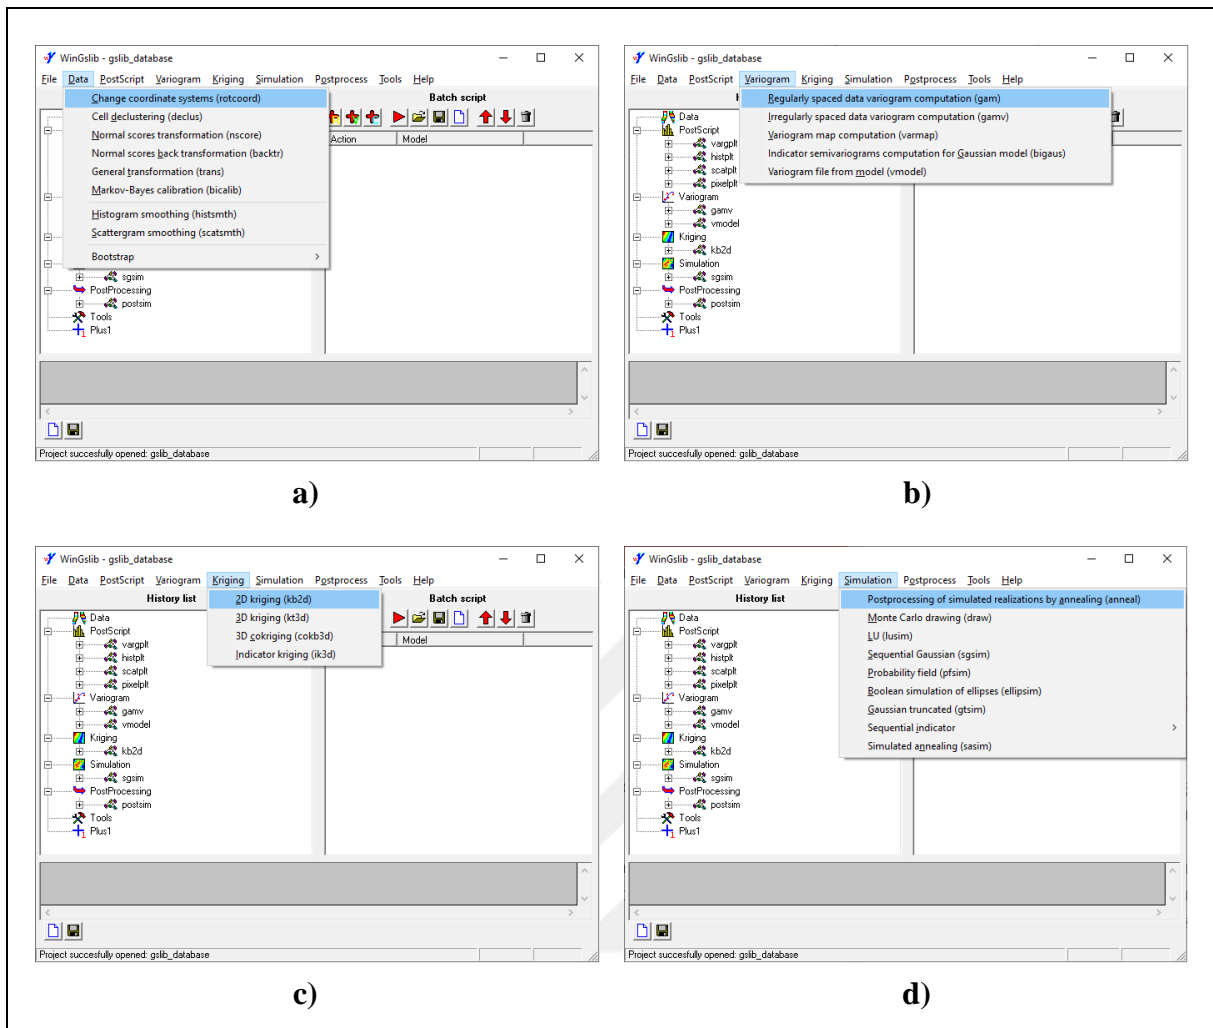 WinGslib - gslib_database
File Data PostScript Variogram Kriging Simulation Postprocess Tools Help
Batch script
Change coordinate systems (rotcoord)
Cell declustering (declus)
Action Model
Normal scores transformation (nscore)
Normal scores back transformation (backtr)
General transformation (trans)
Markov-Bayes calibration (bicalib)
Histogram smoothing (histsmth)
Scattergram smoothing (scatsmth)
Bootstrap
sgsim
PostProcessing
postsim
Tools
Plus1
Project succesfully opened: gslib_database
a)
WinGslib - gslib_database
File Data PostScript Variogram Kriging Simulation Postprocess Tools Help
Regularly spaced data variogram computation (gam)
Irregularly spaced data variogram computation (gamv)
Variogram map computation (varmap)
Indicator semivariograms computation for Gaussian model (bigaus)
Variogram file from model (vmodel)
Data
PostScript
vargplt
histplt
scatplt
pixelplt
Variogram
gamv
vmodel
Kriging
kb2d
Simulation
sgsim
PostProcessing
postsim
Tools
Plus1
Project succesfully opened: gslib_database
b)
WinGslib - gslib_database
File Data PostScript Variogram Kriging Simulation Postprocess Tools Help
History list
Batch script
2D kriging (kb2d)
3D kriging (kt3d)
3D cokriging (cokb3d)
Indicator kriging (ik3d)
Model
Data
PostScript
vargplt
histplt
scatplt
pixelplt
Variogram
gamv
vmodel
Kriging
kb2d
Simulation
sgsim
PostProcessing
postsim
Tools
Plus1
Project succesfully opened: gslib_database
c)
WinGslib - gslib_database
File Data PostScript Variogram Kriging Simulation Postprocess Tools Help
History list
Postprocessing of simulated realizations by annealing (anneal)
Monte Carlo drawing (draw)
LU (lusim)
Sequential Gaussian (sgsim)
Probability field (pfsim)
Boolean simulation of ellipses (ellipsim)
Gaussian truncated (gtsim)
Sequential indicator
Simulated annealing (sasim)
Data
PostScript
vargplt
histplt
scatplt
pixelplt
Variogram
gamv
vmodel
Kriging
kb2d
Simulation
sgsim
PostProcessing
postsim
Tools
Plus1
Project succesfully opened: gslib_database
d)